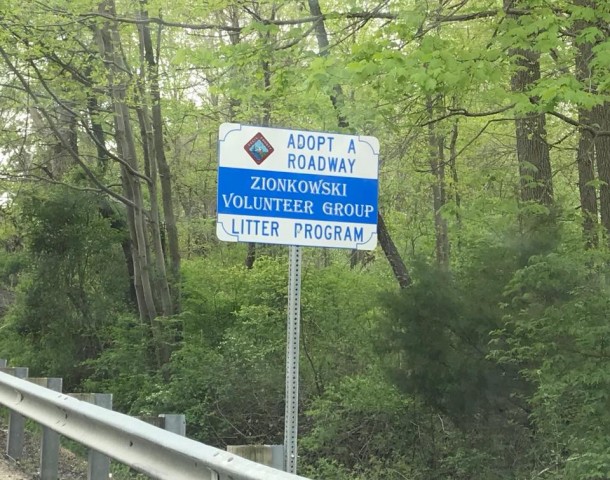 ADOPT A
ROADWAY
ZIONKOWSKI
VOLUNTEER GROUP
LITTER PROGRAM